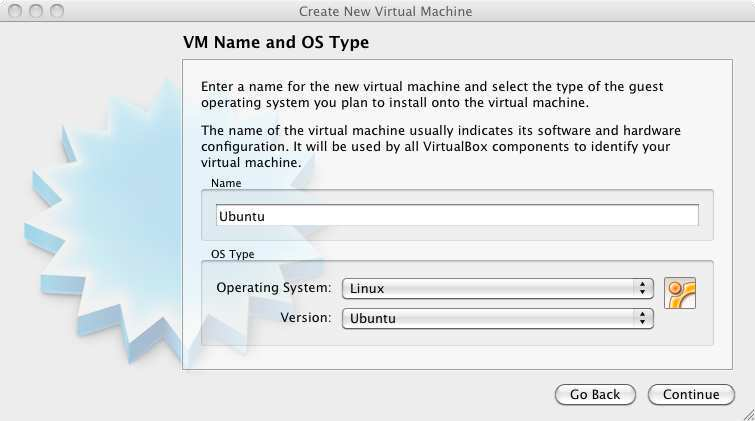 Create New Virtual Machine
VM Name and OS Type
Enter a name for the new virtual machine and select the type of the guest
operating system you plan to install onto the virtual machine.
The name of the virtual machine usually indicates its software and hardware
configuration. It will be used by all VirtualBox components to identify your
virtual machine.
Name
Ubuntu
OS Type
Operating System: Linux
Version: Ubuntu
Go Back Continue